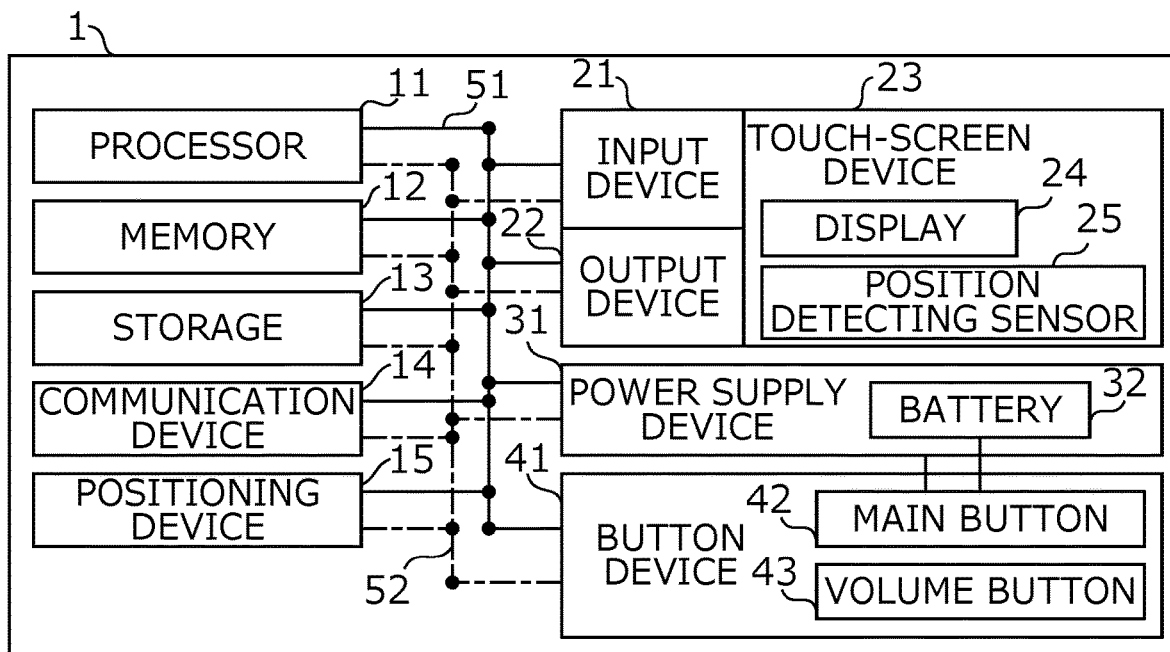 1
11
51
PROCESSOR
12
MEMORY
13
STORAGE
14
COMMUNICATION
DEVICE
15
POSITIONING
DEVICE
52
21
23
INPUT
DEVICE
TOUCH-SCREEN
DEVICE
24
DISPLAY
22
25
OUTPUT
DEVICE
POSITION
DETECTING SENSOR
31
POWER SUPPLY
DEVICE
BATTERY
32
41
BUTTON
DEVICE
42
MAIN BUTTON
43
VOLUME BUTTON